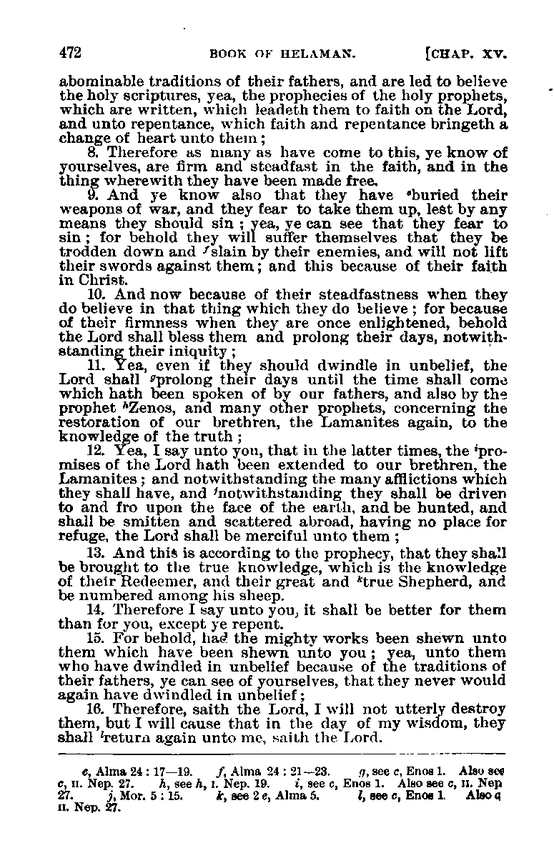 472 BOOK OF HELAMAN. [CHAP. XV.
abominable traditions of their fathers, and are led to believe
the holy scriptures, yea, the prophecies of the holy prophets,
which are written, which leadeth them to faith on the Lord,
and unto repentance, which faith and repentance bringeth a
change of heart unto them ;
8. Therefore as many as have come to this, ye know of
yourselves, are firm and steadfast in the faith, and in the
thing wherewith they have been made free.
9. And ye know also that they have ᵉburied their
weapons of war, and they fear to take them up, lest by any
means they should sin ; yea, ye can see that they fear to
sin ; for behold they will suffer themselves that they be
trodden down and ᶠslain by their enemies, and will not lift
their swords against them ; and this because of their faith
in Christ.
10. And now because of their steadfastness when they
do believe in that thing which they do believe ; for because
of their firmness when they are once enlightened, behold
the Lord shall bless them and prolong their days, notwith-
standing their iniquity ;
11. Yea, even if they should dwindle in unbelief, the
Lord shall ᵍprolong their days until the time shall come
which hath been spoken of by our fathers, and also by the
prophet ʰZenos, and many other prophets, concerning the
restoration of our brethren, the Lamanites again, to the
knowledge of the truth ;
12. Yea, I say unto you, that in the latter times, the ⁱpro-
mises of the Lord hath been extended to our brethren, the
Lamanites ; and notwithstanding the many afflictions which
they shall have, and ʲnotwithstanding they shall be driven
to and fro upon the face of the earth, and be hunted, and
shall be smitten and scattered abroad, having no place for
refuge, the Lord shall be merciful unto them ;
13. And this is according to the prophecy, that they shall
be brought to the true knowledge, which is the knowledge
of their Redeemer, and their great and ᵏtrue Shepherd, and
be numbered among his sheep.
14. Therefore I say unto you, it shall be better for them
than for you, except ye repent.
15. For behold, had the mighty works been shewn unto
them which have been shewn unto you ; yea, unto them
who have dwindled in unbelief because of the traditions of
their fathers, ye can see of yourselves, that they never would
again have dwindled in unbelief ;
16. Therefore, saith the Lord, I will not utterly destroy
them, but I will cause that in the day of my wisdom, they
shall ˡreturn again unto me, saith the Lord.
e, Alma 24 : 17—19. f, Alma 24 : 21—23. g, see c, Enos 1. Also see
c, II. Nep. 27. h, see h, I. Nep. 19. i, see c, Enos 1. Also see c, II. Nep
27. j, Mor. 5 : 15. k, see 2 e, Alma 5. l, see c, Enos 1. Also q
II. Nep. 27.